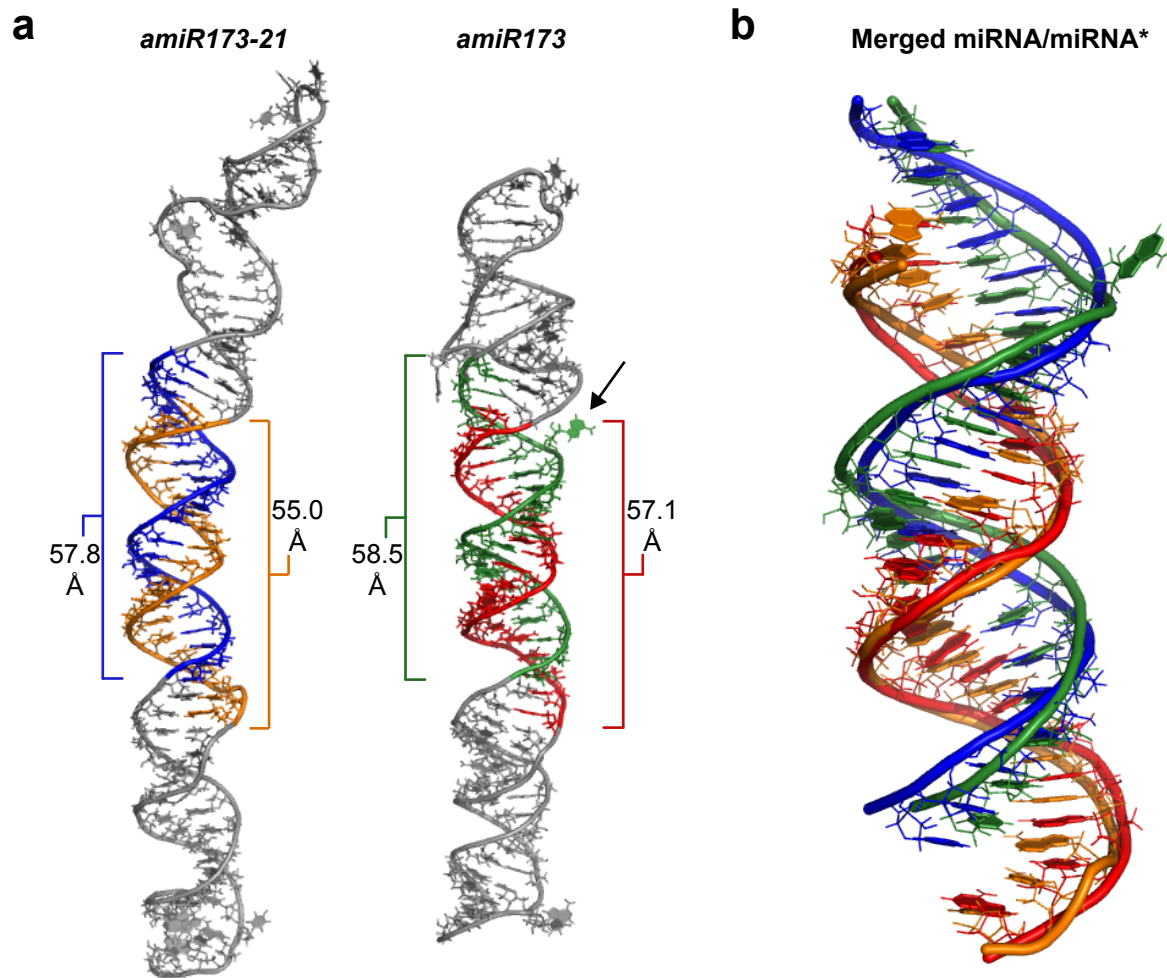 a
amiR173-21
amiR173
57.8
Å
55.0
Å
58.5
Å
57.1
Å
b
Merged miRNA/miRNA*